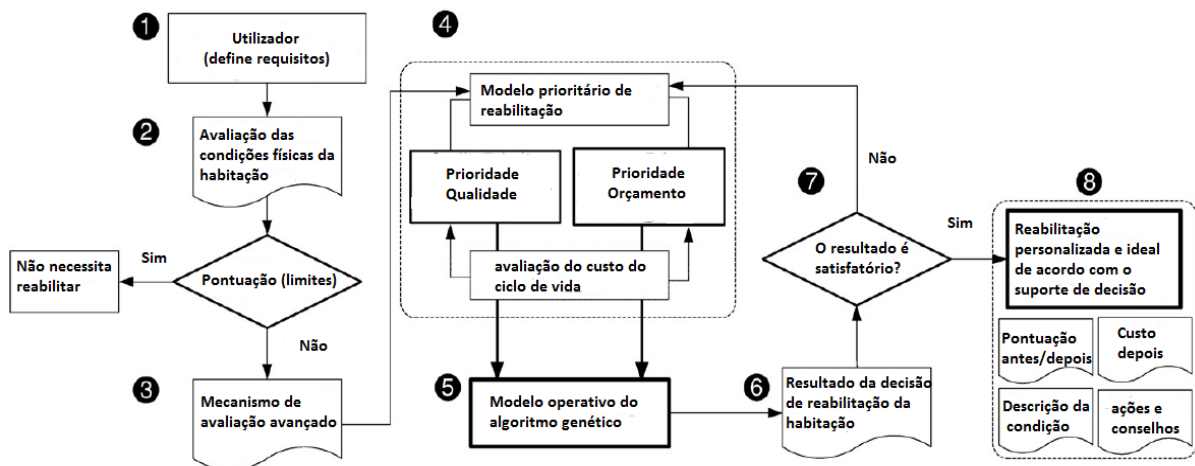 1
Utilizador
(define requisitos)
2
Avaliação das
condições físicas da
habitação
Não necessita
reabilitar
Sim
Pontuação (limites)
Não
3
Mecanismo de
avaliação avançado
4
Modelo prioritário de
reabilitação
Prioridade
Qualidade
Prioridade
Orçamento
avaliação do custo do
ciclo de vida
5
Modelo operativo do
algoritmo genético
6
Resultado da decisão
de reabilitação da
habitação
7
Não
O resultado é
satisfatório?
Sim
8
Reabilitação
personalizada e ideal
de acordo com o
suporte de decisão
Pontuação
antes/depois
Custo
depois
Descrição da
condição
ações e
conselhos